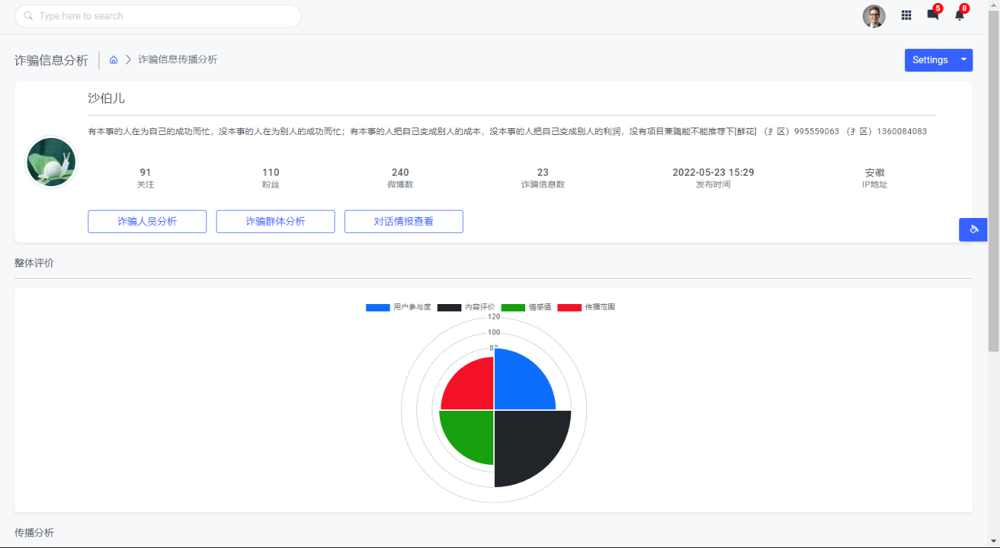 Type here to search
5
8
诈骗信息分析
诈骗信息传播分析
Settings
沙伯儿
有本事的人在为自己的成功而忙，没本事的人在为别人的成功而忙；有本事的人把自己变成别人的成本，没本事的人把自己变成别人的利润，没有项目兼職能不能推荐下[鲜花] （扌区）995559063 （扌区）1360084083
91 110 240 23 2022-05-23 15:29 安徽
关注 粉丝 微博数 诈骗信息数 发布时间 IP地址
诈骗人员分析 诈骗群体分析 对话情报查看
整体评价
用户参与度 内容评价 情感值 传播范围
120
100
80
传播分析